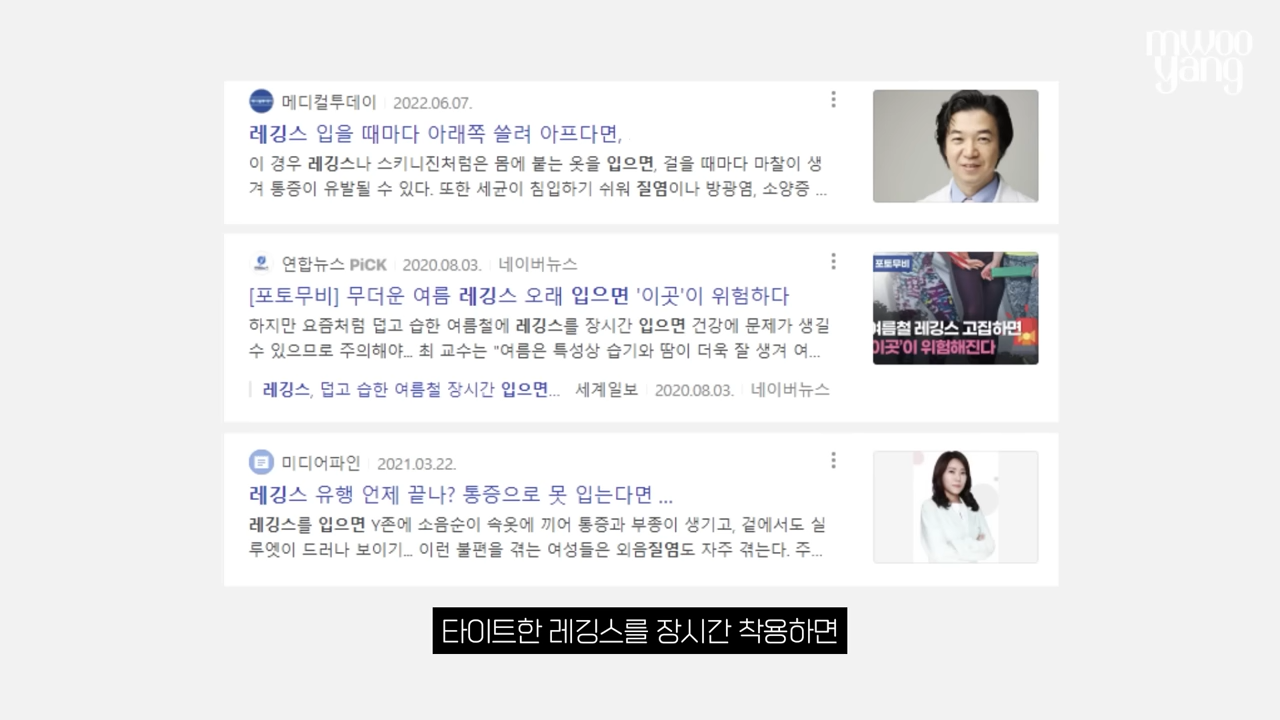 mwoo
yang
메디컬투데이 2022.06.07.
레깅스 입을 때마다 아래쪽 쓸려 아프다면,
이 경우 레깅스나 스키니진처럼은 몸에 붙는 옷을 입으면, 걸을 때마다 마찰이 생
겨 통증이 유발될 수 있다. 또한 세균이 침입하기 쉬워 질염이나 방광염, 소양증 ...
연합뉴스 PiCK 2020.08.03. 네이버뉴스
[포토무비] 무더운 여름 레깅스 오래 입으면 '이곳'이 위험하다
하지만 요즘처럼 덥고 습한 여름철에 레깅스를 장시간 입으면 건강에 문제가 생길
수 있으므로 주의해야... 최 교수는 "여름은 특성상 습기와 땀이 더욱 잘 생겨 여...
레깅스, 덥고 습한 여름철 장시간 입으면... 세계일보 2020.08.03. 네이버뉴스
포토무비
여름철 레깅스 고집하면
'이곳'이 위험해진다
미디어파인 2021.03.22.
레깅스 유행 언제 끝나? 통증으로 못 입는다면 ...
레깅스를 입으면 Y존에 소음순이 속옷에 끼어 통증과 부종이 생기고, 겉에서도 실
루엣이 드러나 보이기... 이런 불편을 겪는 여성들은 외음질염도 자주 겪는다. 주...
타이트한 레깅스를 장시간 착용하면